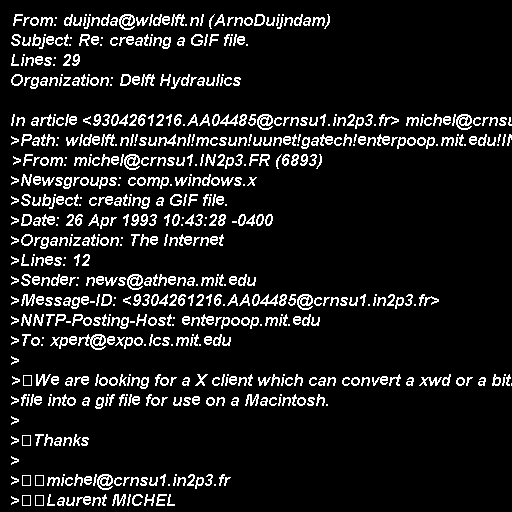 From: duijnda@wldelft.nl (ArnoDuijndam)
Subject: Re: creating a GIF file.
Lines: 29
Organization: Delft Hydraulics

In article <9304261216.AA04485@crnsu1.in2p3.fr> michel@crnsu
>Path: wldelft.nl!sun4nl!mcsun!uunet!gatech!enterpoop.mit.edu!IN
>From: michel@crnsu1.IN2p3.FR (6893)
>Newsgroups: comp.windows.x
>Subject: creating a GIF file.
>Date: 26 Apr 1993 10:43:28 -0400
>Organization: The Internet
>Lines: 12
>Sender: news@athena.mit.edu
>Message-ID: <9304261216.AA04485@crnsu1.in2p3.fr>
>NNTP-Posting-Host: enterpoop.mit.edu
>To: xpert@expo.lcs.mit.edu
>
>□We are looking for a X client which can convert a xwd or a bit
>file into a gif file for use on a Macintosh.
>
>□Thanks
>
>□□michel@crnsu1.in2p3.fr
>□□Laurent MICHEL